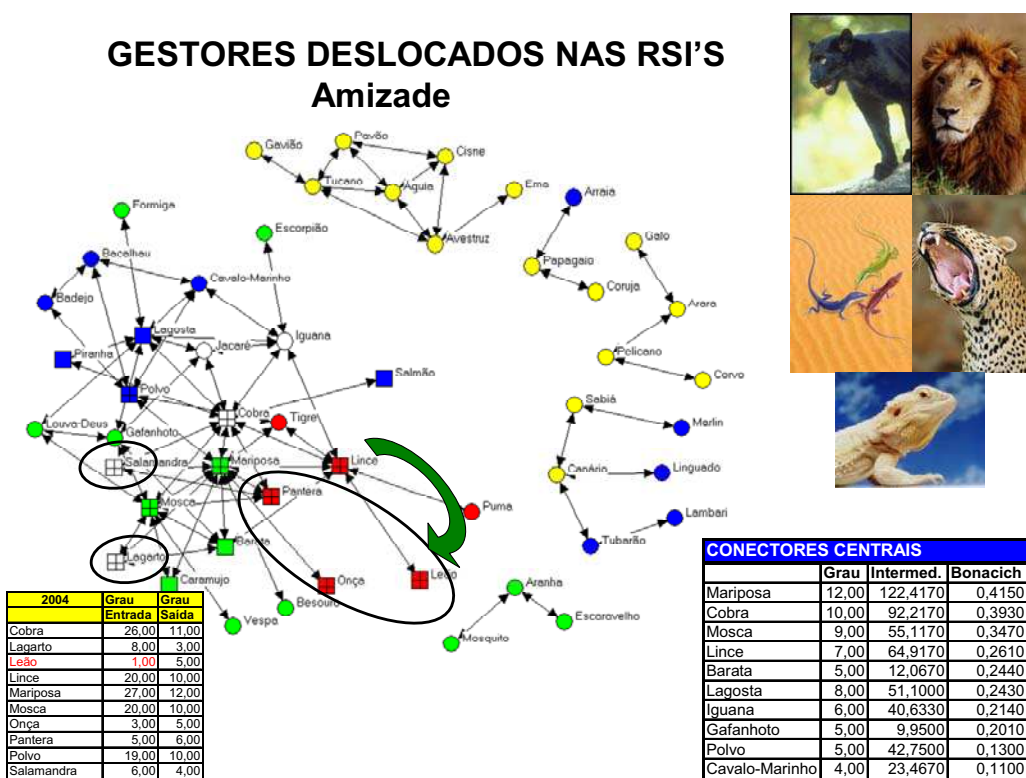 GESTORES DESLOCADOS NAS RSI'S
Amizade
Gavião
Pavão
Cisne
Tucano
Águia
Ema
Avestruz
Arraia
Papagaio
Coruja
Galo
Arara
Pelicano
Corvo
Formiga
Escorpião
Bacalhau
Cavalo-Marinho
Badejo
Lagosta
Jacaré
Iguana
Piranha
Salmão
Polvo
Cobra
Tigre
Sabiá
Marlin
Louva-Deus
Gafanhoto
Salamandra
Mariposa
Lince
Canário
Linguado
Pantera
Puma
Mosca
Lambari
Tubarão
Barata
Lagarto
Caramujo
Onça
Leão
Besouro
Vespa
Aranha
Escaravelho
Mosquito
2004 Grau Grau
Entrada Saída
Cobra 26,00 11,00
Lagarto 8,00 3,00
Leão 1,00 5,00
Lince 20,00 10,00
Mariposa 27,00 12,00
Mosca 20,00 10,00
Onça 3,00 5,00
Pantera 5,00 6,00
Polvo 19,00 10,00
Salamandra 6,00 4,00
CONECTORES CENTRAIS
Grau Intermed. Bonacich
Mariposa 12,00 122,4170 0,4150
Cobra 10,00 92,2170 0,3930
Mosca 9,00 55,1170 0,3470
Lince 7,00 64,9170 0,2610
Barata 5,00 12,0670 0,2440
Lagosta 8,00 51,1000 0,2430
Iguana 6,00 40,6330 0,2140
Gafanhoto 5,00 9,9500 0,2010
Polvo 5,00 42,7500 0,1300
Cavalo-Marinho 4,00 23,4670 0,1100